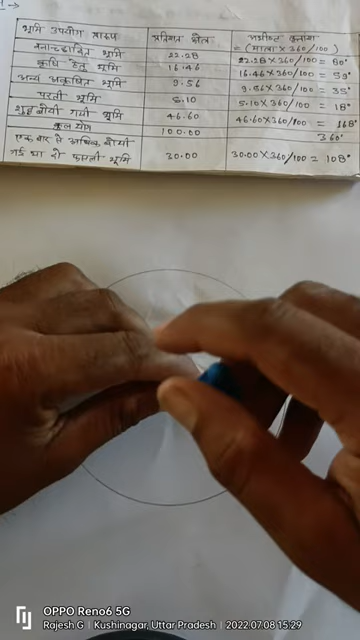 भूमि उपयोग प्रारूप प्रतिशत क्षेत्र अभीष्ट कोणांश
= (मात्रा × 360/100)
वनाच्छादित भूमि 22.28 22.28 × 360/100 = 80°
कृषि हेतु भूमि 16.46 16.46 × 360/100 = 59°
अन्य अकृषित भूमि 9.56 9.56 × 360/100 = 35°
परती भूमि 5.10 5.10 × 360/100 = 18°
शुद्ध बोयी गयी भूमि 46.60 46.60 × 360/100 = 168°
कुल योग 100.00 360°
एक बार से अधिक बोयी
भूमि 30.00 30.00 × 360/100 = 108°
OPPO Reno6 5G
Rajesh.G | Kushinagar, Uttar Pradesh | 2022.07.08 15:29